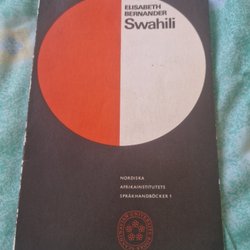 ELISABETH
BERNANDER
Swahili
NORDISKA
AFRIKAINSTITUTETS
SPRÅKHANDBÖCKER 1